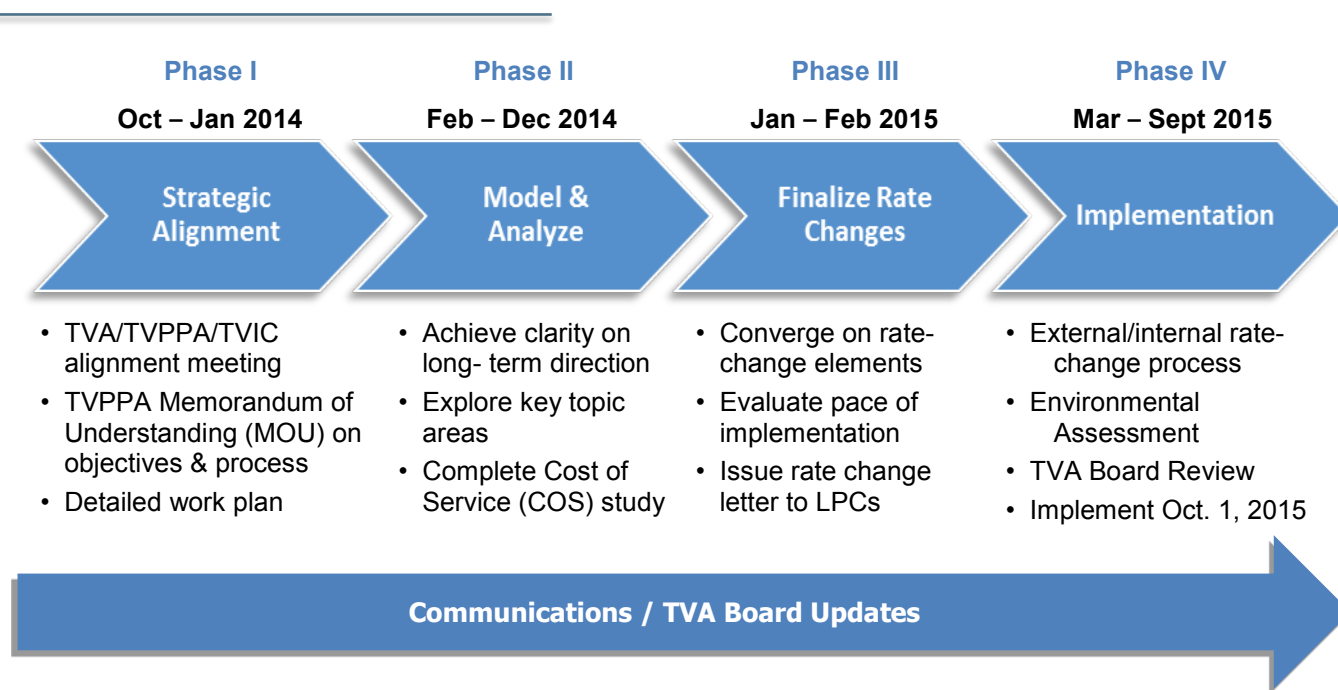 Phase I
Oct – Jan 2014
Strategic
Alignment
• TVA/TVPPA/TVIC
alignment meeting
• TVPPA Memorandum of
Understanding (MOU) on
objectives & process
• Detailed work plan
Phase II
Feb – Dec 2014
Model &
Analyze
• Achieve clarity on
long- term direction
• Explore key topic
areas
• Complete Cost of
Service (COS) study
Phase III
Jan – Feb 2015
Finalize Rate
Changes
• Converge on rate-
change elements
• Evaluate pace of
implementation
• Issue rate change
letter to LPCs
Phase IV
Mar – Sept 2015
Implementation
• External/internal rate-
change process
• Environmental
Assessment
• TVA Board Review
• Implement Oct. 1, 2015
Communications / TVA Board Updates